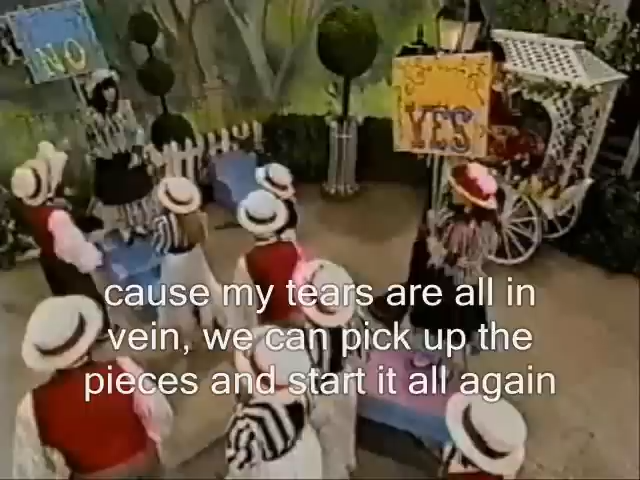 NO
YES
cause my tears are all in
vein, we can pick up the
pieces and start it all again